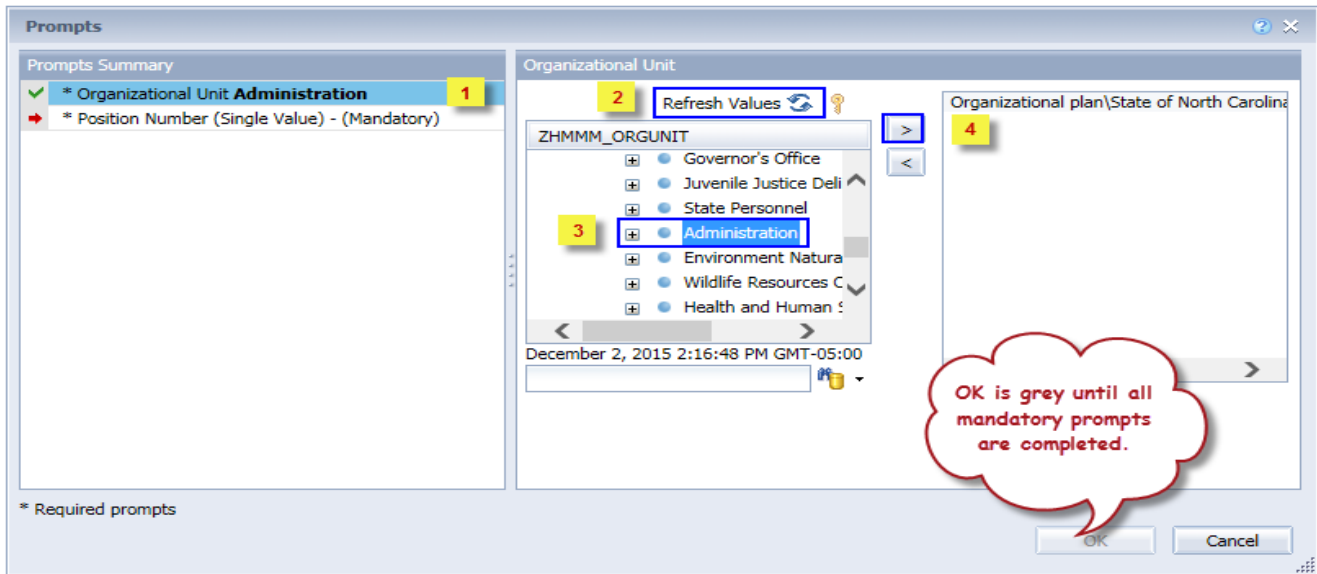 Prompts
Prompts Summary
* Organizational Unit Administration
1
* Position Number (Single Value) - (Mandatory)
Organizational Unit
2
Refresh Values
ZHMMM_ORGUNIT
Governor's Office
Juvenile Justice Deli
State Personnel
3
Administration
Environment Natura
Wildlife Resources
Health and Human
December 2, 2015 2:16:48 PM GMT-05:00
>
<
Organizational plan\State of North Carolina
4
OK is grey until all
mandatory prompts
are completed.
* Required prompts
OK
Cancel